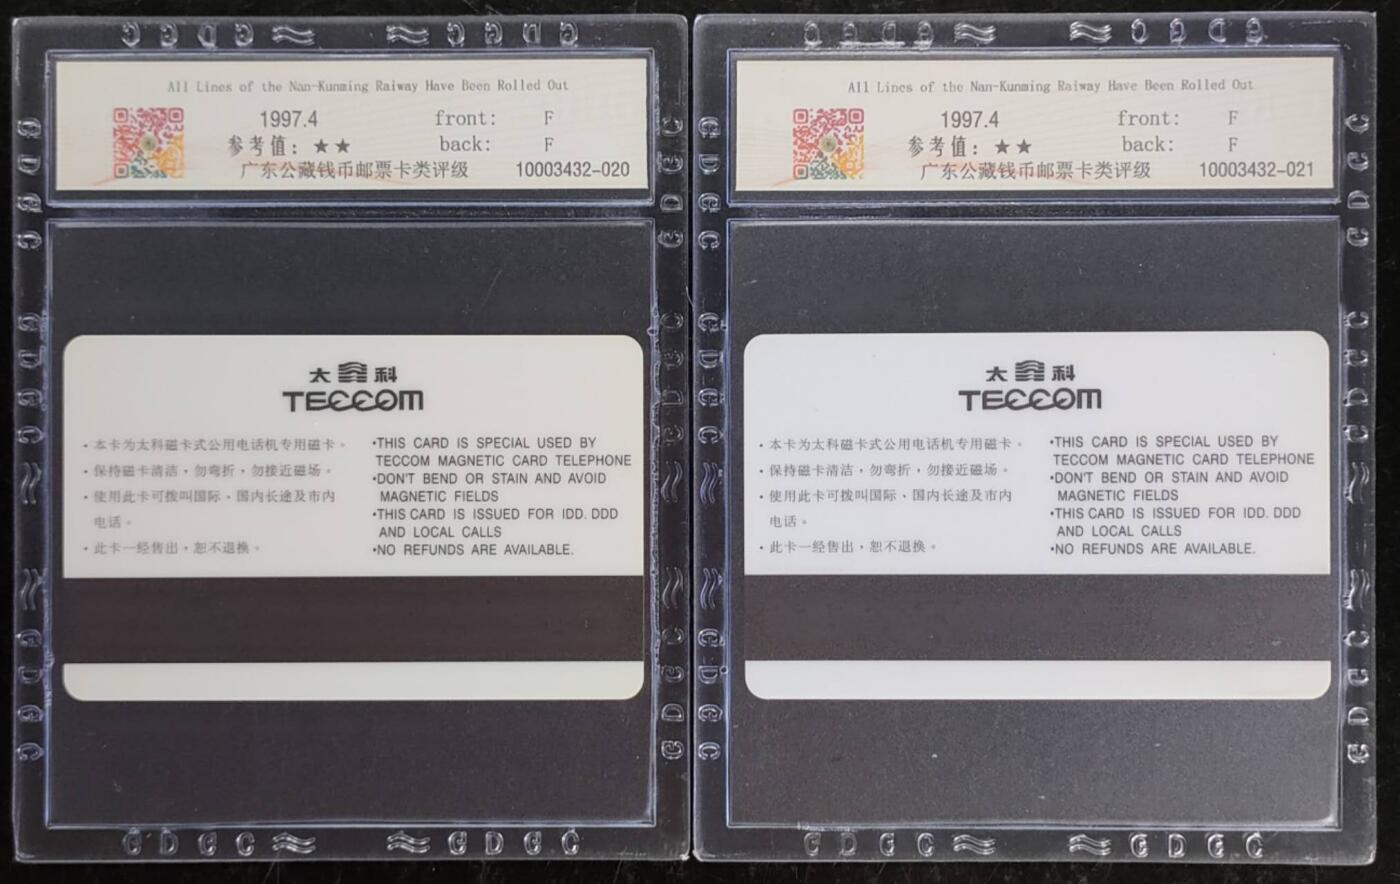 All Lines of the Nan-Kunming Raiway Have Been Rolled Out
1997.4 front: F
参考值：★★ back: F
广东公藏钱币邮票卡类评级 10003432-020
太 科
TECCOM
·本卡为太科磁卡式公用电话机专用磁卡。
·保持磁卡清洁，勿弯折，勿接近磁场。
·使用此卡可拨叫国际、国内长途及市内
电话。
·此卡一经售出，恕不退换。
·THIS CARD IS SPECIAL USED BY
TECCOM MAGNETIC CARD TELEPHONE
·DON'T BEND OR STAIN AND AVOID
MAGNETIC FIELDS
·THIS CARD IS ISSUED FOR IDD. DDD
AND LOCAL CALLS
·NO REFUNDS ARE AVAILABLE.
G D G C
G D G C
All Lines of the Nan-Kunming Raiway Have Been Rolled Out
1997.4 front: F
参考值：★★ back: F
广东公藏钱币邮票卡类评级 10003432-021
太 科
TECCOM
·本卡为太科磁卡式公用电话机专用磁卡。
·保持磁卡清洁，勿弯折，勿接近磁场。
·使用此卡可拨叫国际、国内长途及市内
电话。
·此卡一经售出，恕不退换。
·THIS CARD IS SPECIAL USED BY
TECCOM MAGNETIC CARD TELEPHONE
·DON'T BEND OR STAIN AND AVOID
MAGNETIC FIELDS
·THIS CARD IS ISSUED FOR IDD. DDD
AND LOCAL CALLS
·NO REFUNDS ARE AVAILABLE.
G D G C
G D G C